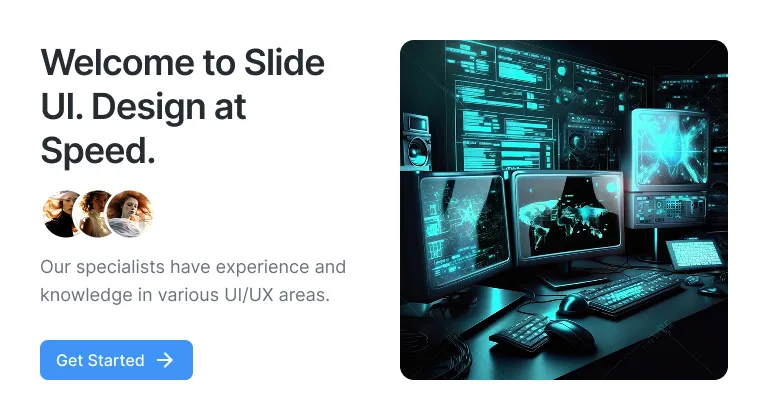 Welcome to Slide
UI. Design at
Speed.
Our specialists have experience and
knowledge in various UI/UX areas.
Get Started